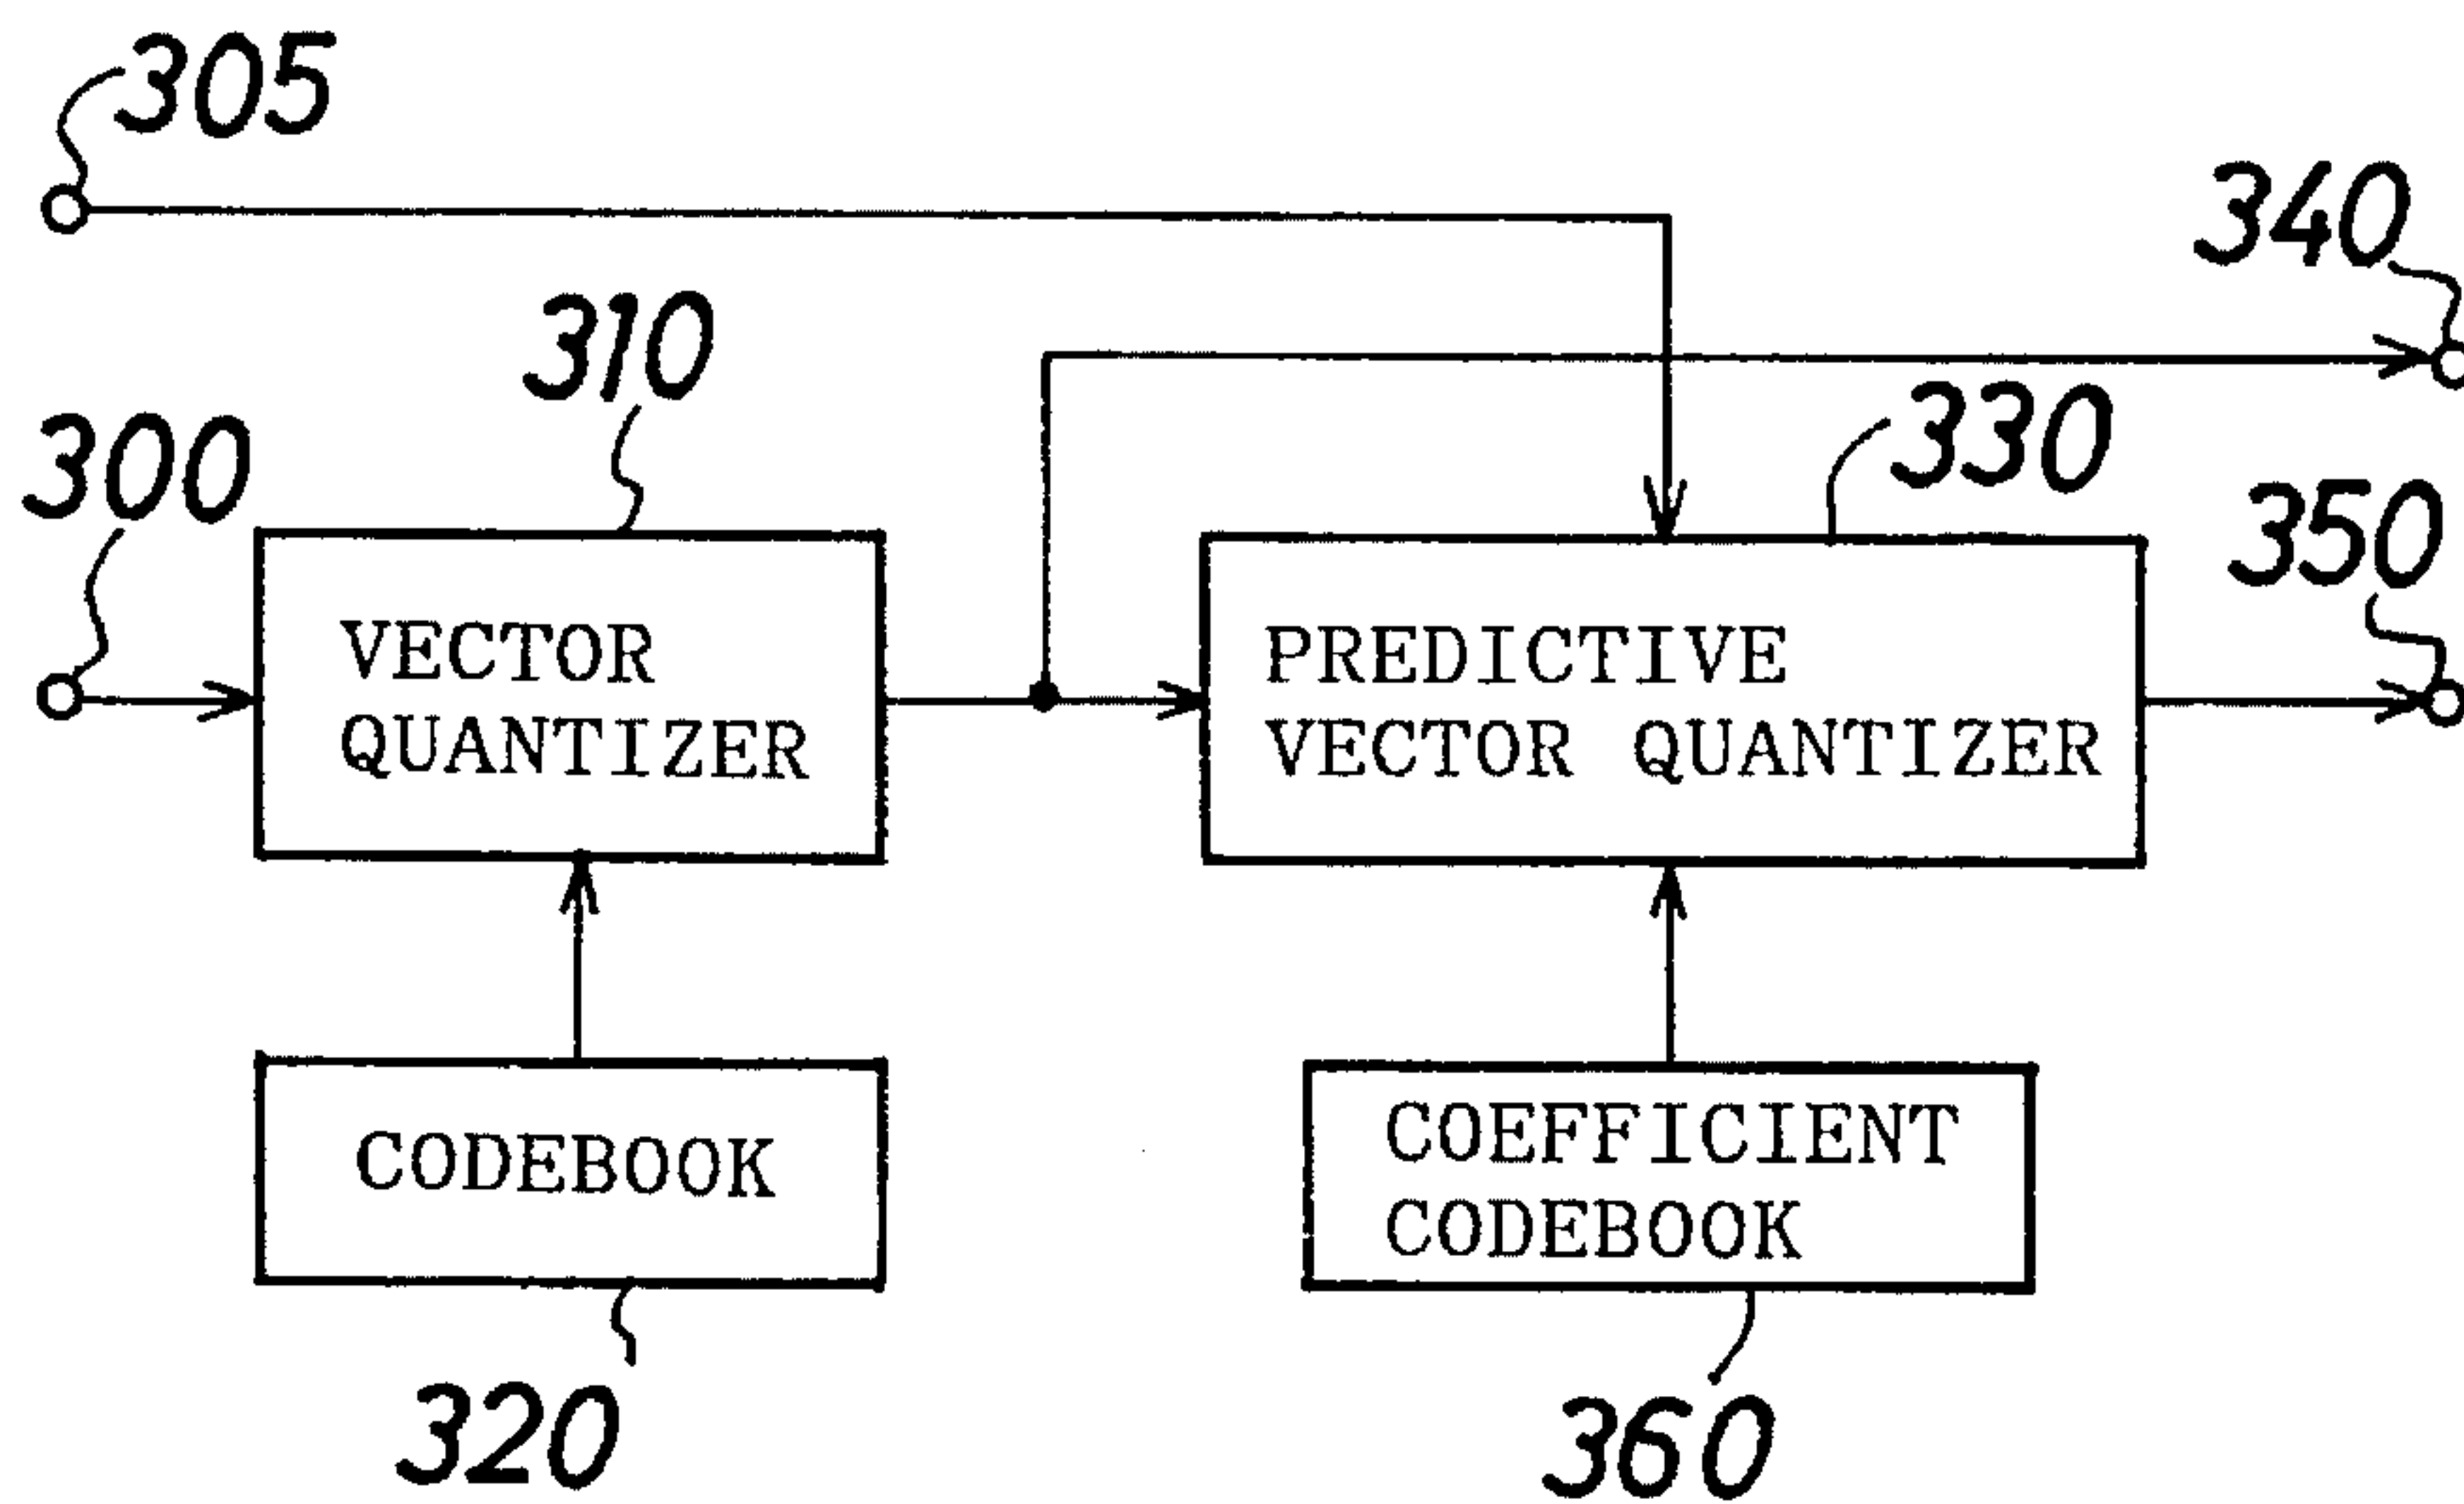 305
340
310
330
300
350
VECTOR
QUANTIZER
PREDICTIVE
VECTOR QUANTIZER
CODEBOOK
COEFFICIENT
CODEBOOK
320
360